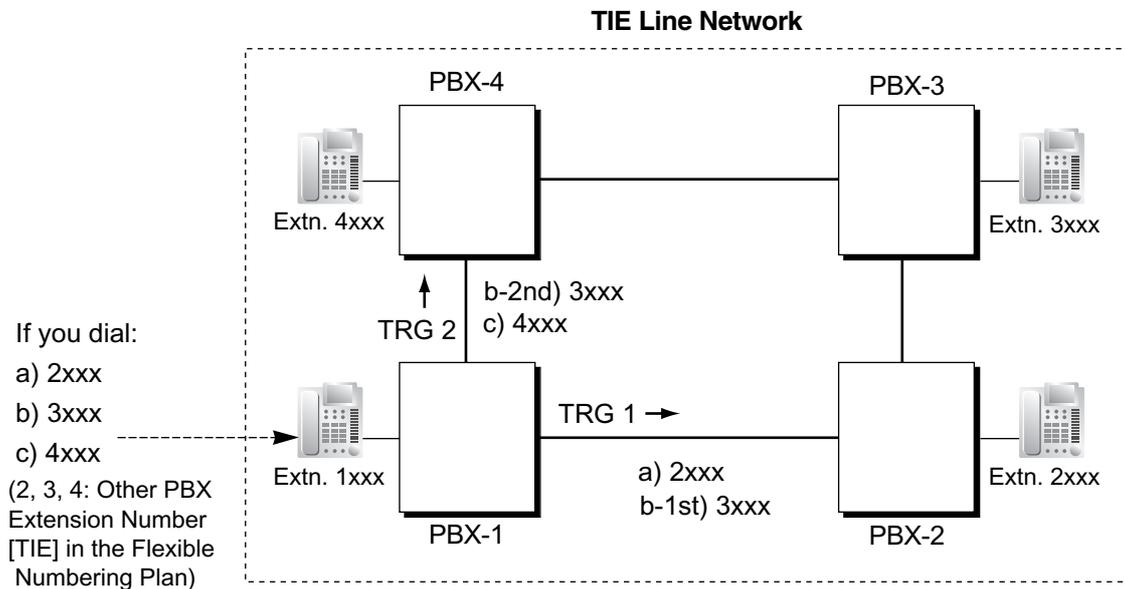 TIE Line Network
PBX-4
PBX-3
Extn. 4xxx
Extn. 3xxx
b-2nd) 3xxx
TRG 2
c) 4xxx
If you dial:
a) 2xxx
b) 3xxx
c) 4xxx
(2, 3, 4: Other PBX
Extension Number
[TIE] in the Flexible
Numbering Plan)
TRG 1
Extn. 1xxx
a) 2xxx
b-1st) 3xxx
Extn. 2xxx
PBX-1
PBX-2